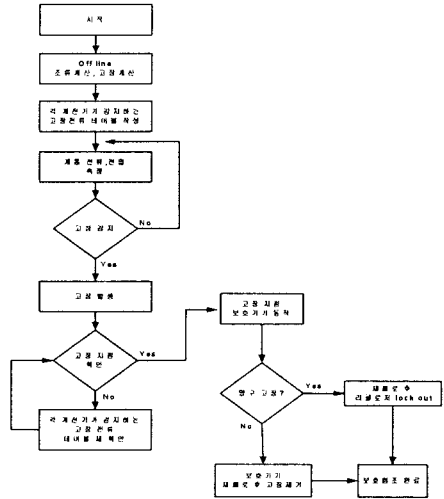 시작
Off line
조류계산, 고장계산
각 계전기가 감지하는
고장전류 테이블 작성
계통 전류, 전압
측정
고장 감지
No
Yes
고장 발생
고장 지점
확인
Yes
No
각 계전기가 감지하는
고장 전류
테이블 재 확인
고장 지점
보호기기 동작
영구 고장?
Yes
No
재폐로 후
리클로저 lock out
보호기기
재폐로 후 고장제거
보호협조 완료